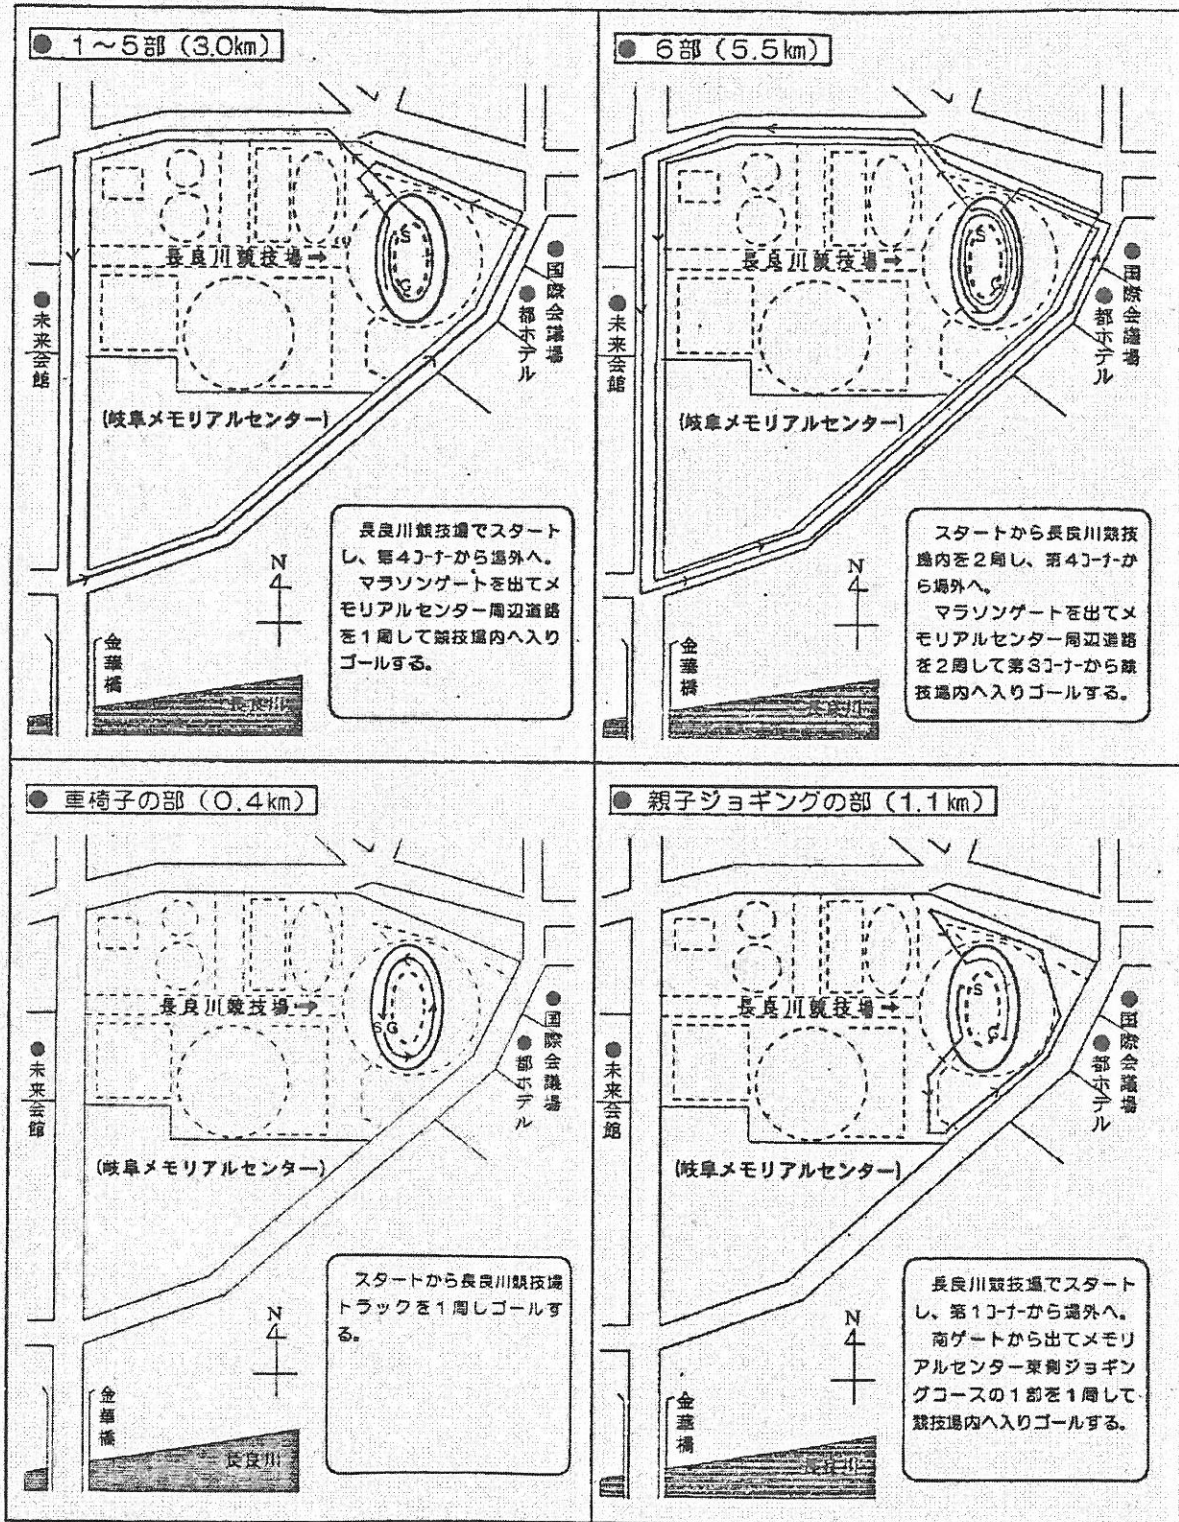 ● 1～5部（3.0km）
長良川競技場→
S
G
●国際会議場
●都ホテル
●未来会館
(岐阜メモリアルセンター)
長良川競技場でスタート
し、第4コーナーから場外へ。
マラソンゲートを出てメ
モリアルセンター周辺道路
を1周して競技場内へ入り
ゴールする。
N
金華橋
長良川
● 6部（5.5km）
長良川競技場→
S
G
●国際会議場
●都ホテル
●未来会館
(岐阜メモリアルセンター)
スタートから長良川競技
場内を2周し、第4コーナーか
ら場外へ。
マラソンゲートを出てメ
モリアルセンター周辺道路
を2周して第3コーナーから競
技場内へ入りゴールする。
N
金華橋
長良川
● 車椅子の部（0.4km）
長良川競技場→
S,G
●国際会議場
●都ホテル
●未来会館
(岐阜メモリアルセンター)
スタートから長良川競技場
トラックを1周しゴールす
る。
N
金華橋
長良川
● 親子ジョギングの部（1.1km）
長良川競技場→
S
G
●国際会議場
●都ホテル
●未来会館
(岐阜メモリアルセンター)
長良川競技場でスタート
し、第1コーナーから場外へ。
南ゲートから出てメモリ
アルセンター東側ジョギン
グコースの1部を1周して
競技場内へ入りゴールする。
N
金華橋
長良川